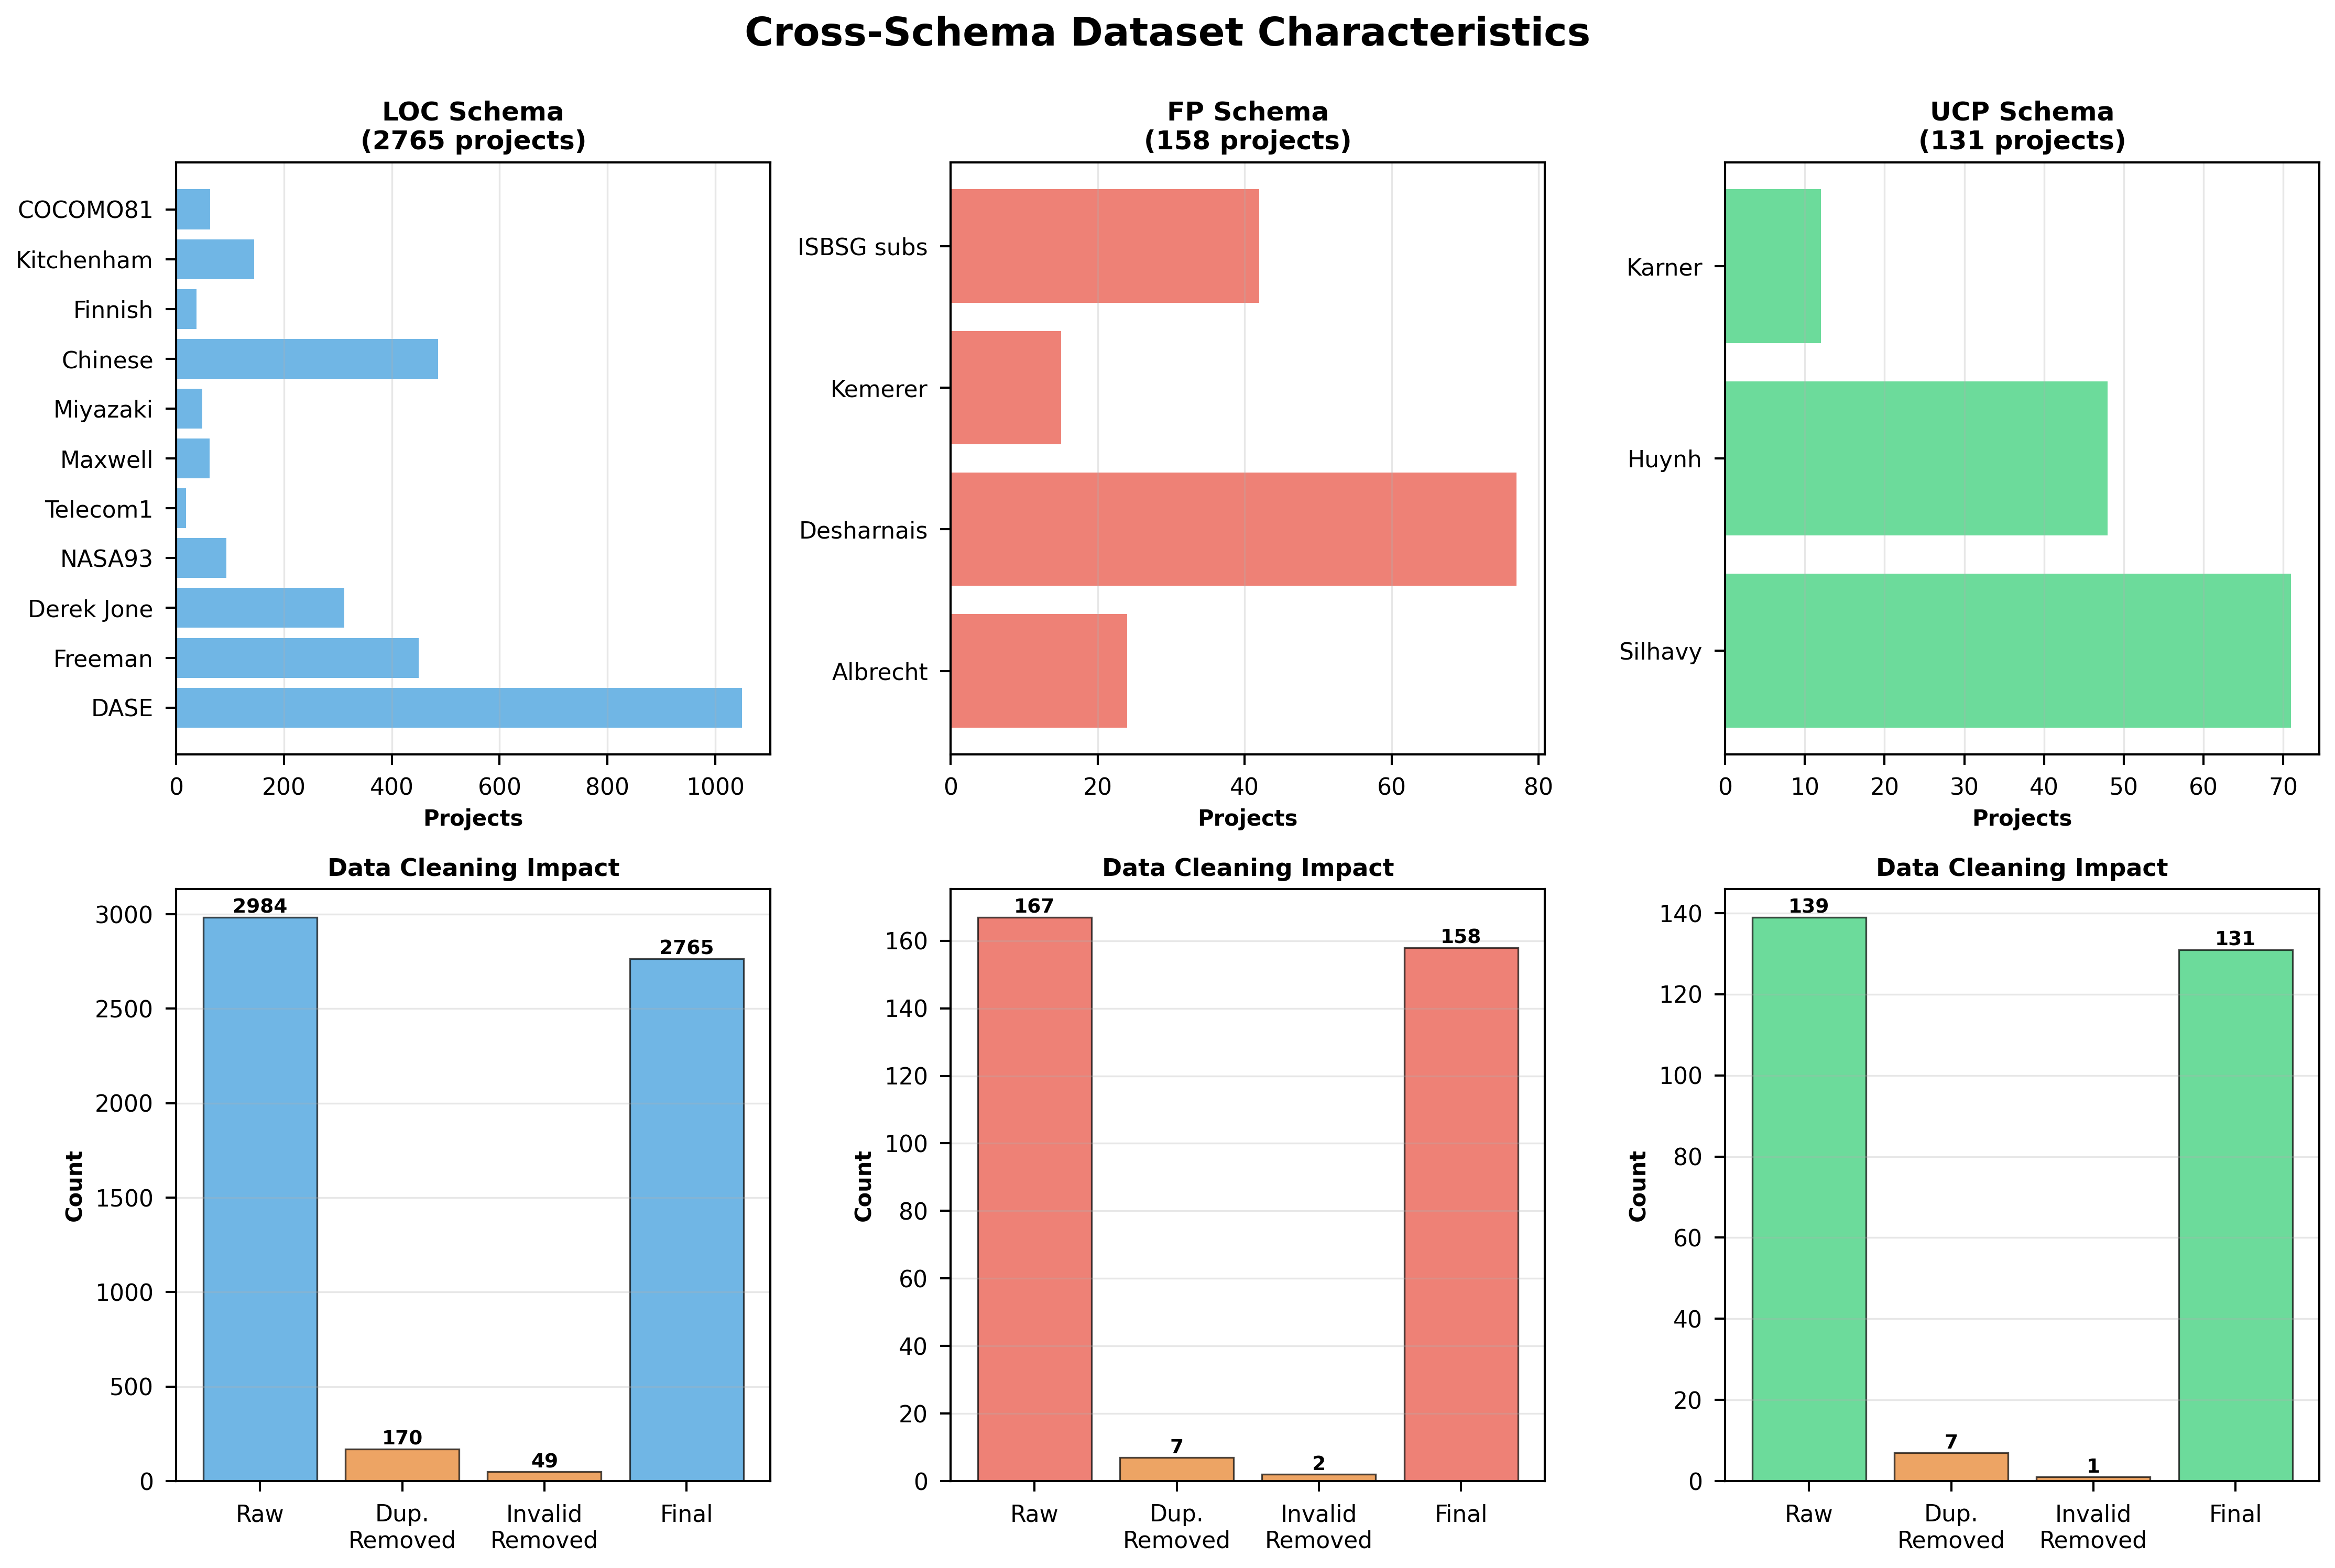 Cross-Schema Dataset Characteristics
LOC Schema
(2765 projects)
COCOMO81
Kitchenham
Finnish
Chinese
Miyazaki
Maxwell
Telecom1
NASA93
Derek Jone
Freeman
DASE
0 200 400 600 800 1000
Projects
FP Schema
(158 projects)
ISBSG subs
Kemerer
Desharnais
Albrecht
0 20 40 60 80
Projects
UCP Schema
(131 projects)
Karner
Huynh
Silhavy
0 10 20 30 40 50 60 70
Projects
Data Cleaning Impact
Count
3000
2500
2000
1500
1000
500
0
2984
170
49
2765
Raw Dup. Invalid Final
Removed Removed
Data Cleaning Impact
Count
160
140
120
100
80
60
40
20
0
167
7
2
158
Raw Dup. Invalid Final
Removed Removed
Data Cleaning Impact
Count
140
120
100
80
60
40
20
0
139
7
1
131
Raw Dup. Invalid Final
Removed Removed